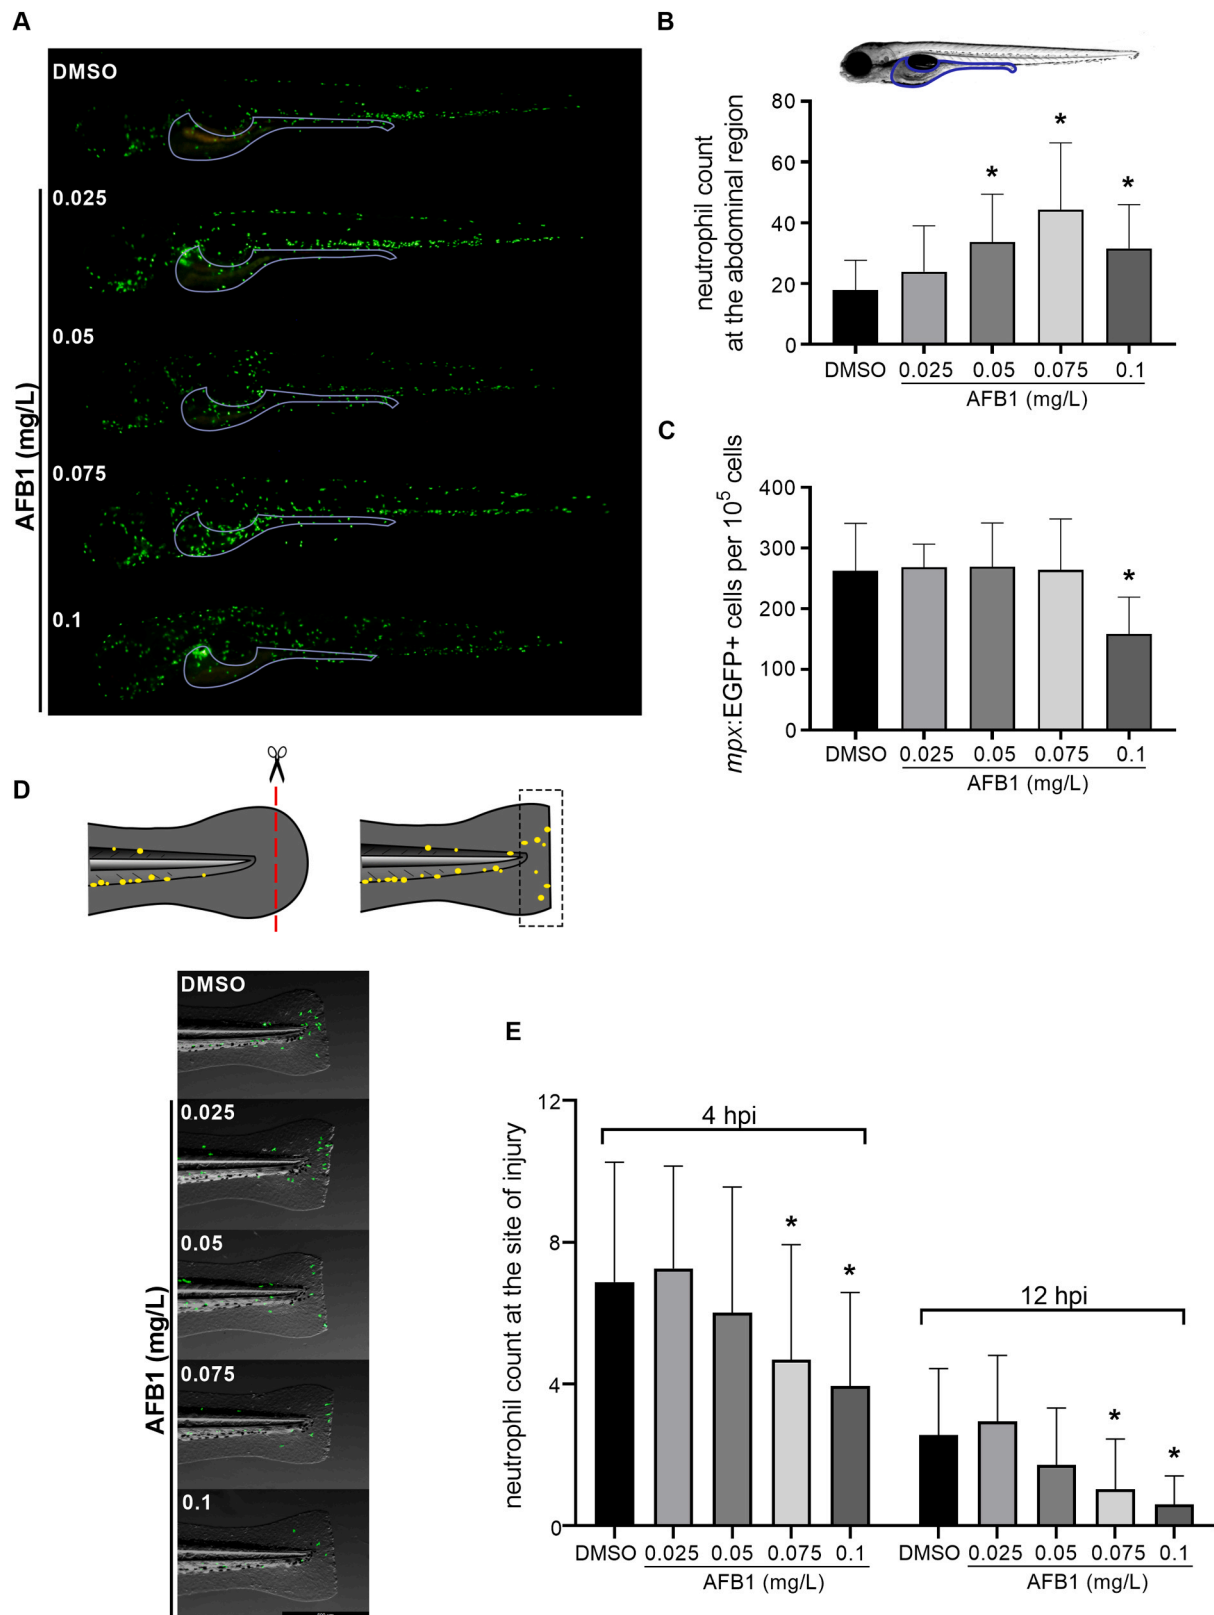 A
DMSO
0.025
0.05
0.075
0.1
AFB1 (mg/L)
B
neutrophil count
at the abdominal region
80
60
40
20
0
*
*
*
DMSO
0.025
0.05
0.075
0.1
AFB1 (mg/L)
C
mpx:EGFP+ cells per 10⁵ cells
400
300
200
100
0
*
DMSO
0.025
0.05
0.075
0.1
AFB1 (mg/L)
D
DMSO
0.025
0.05
0.075
0.1
AFB1 (mg/L)
E
neutrophil count at the site of injury
12
8
4
0
4 hpi
*
*
12 hpi
*
*
DMSO
0.025
0.05
0.075
0.1
AFB1 (mg/L)
DMSO
0.025
0.05
0.075
0.1
AFB1 (mg/L)